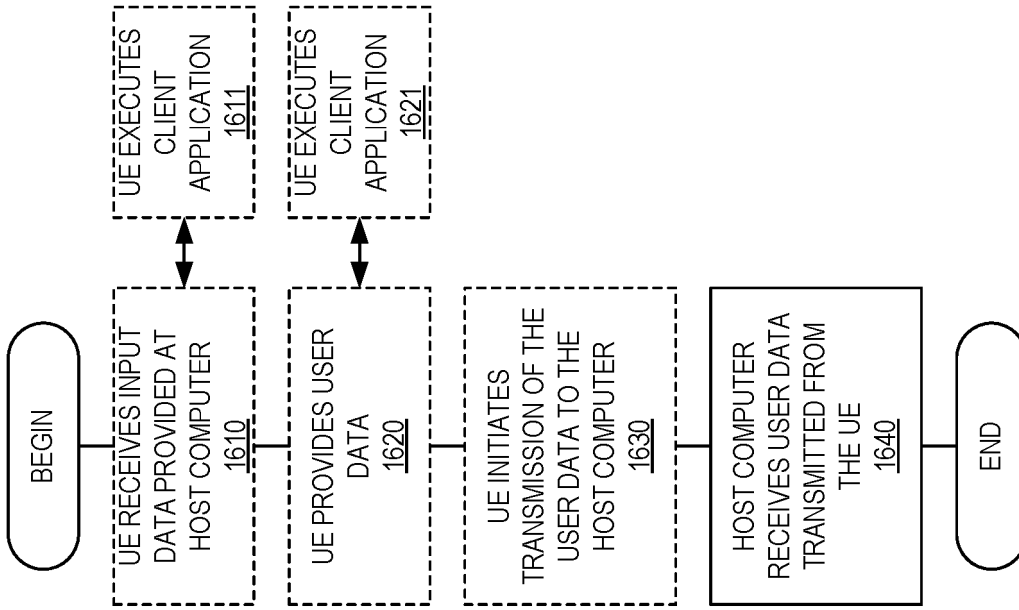 BEGIN
UE RECEIVES INPUT
DATA PROVIDED AT
HOST COMPUTER
1610
UE EXECUTES
CLIENT
APPLICATION
1611
UE PROVIDES USER
DATA
1620
UE EXECUTES
CLIENT
APPLICATION
1621
UE INITIATES
TRANSMISSION OF THE
USER DATA TO THE
HOST COMPUTER
1630
HOST COMPUTER
RECEIVES USER DATA
TRANSMITTED FROM
THE UE
1640
END